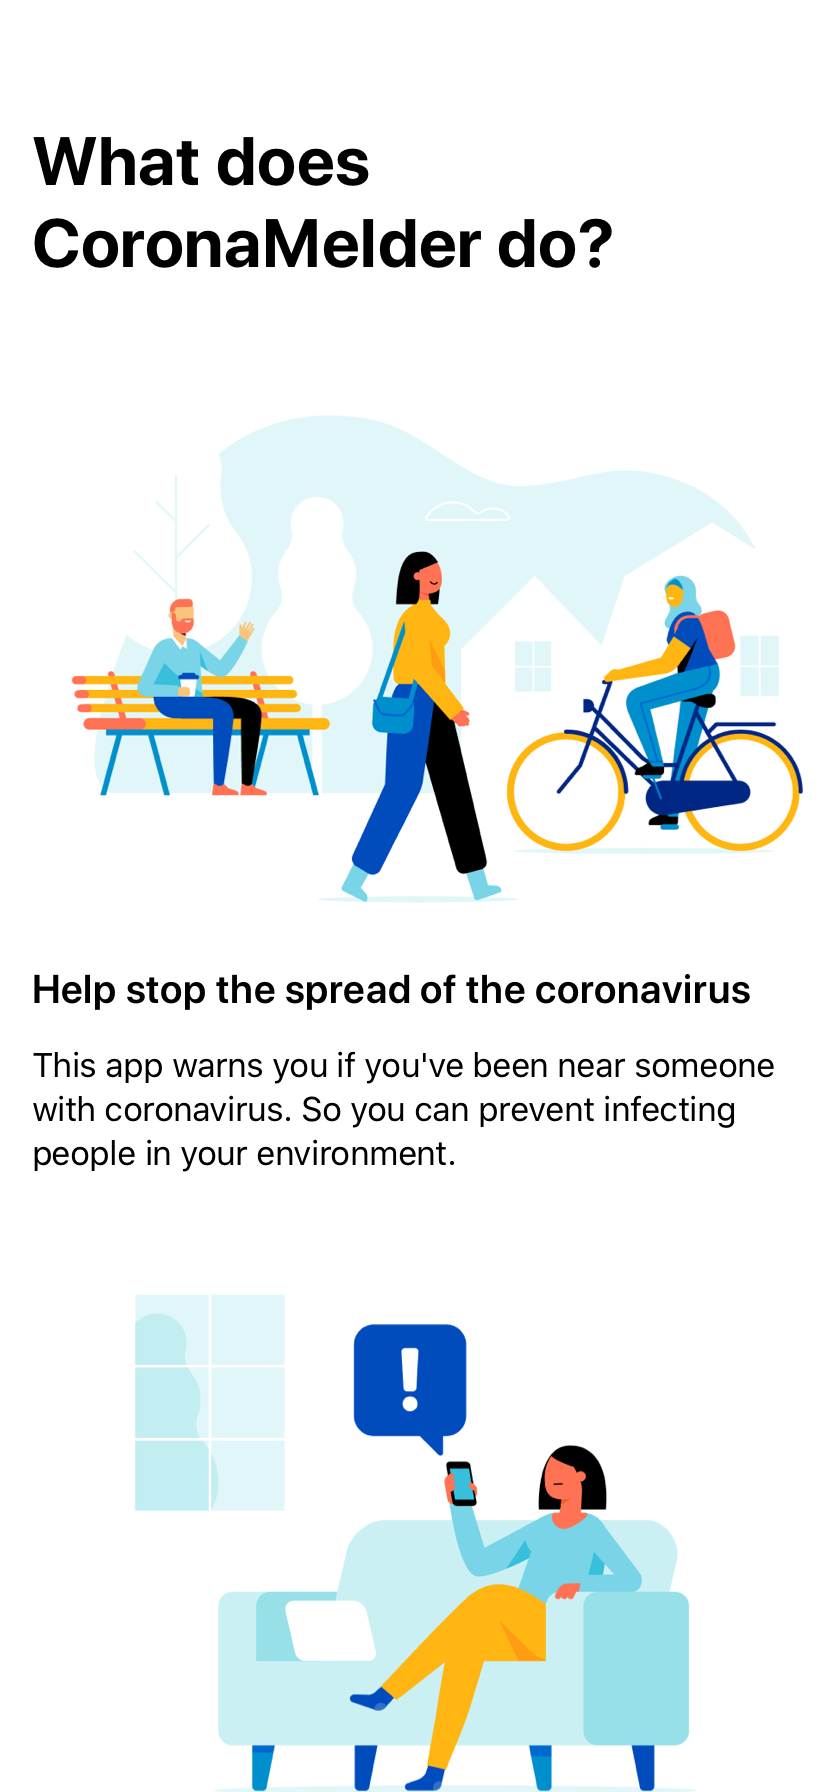 What does
CoronaMelder do?
Help stop the spread of the coronavirus
This app warns you if you've been near someone
with coronavirus. So you can prevent infecting
people in your environment.
!